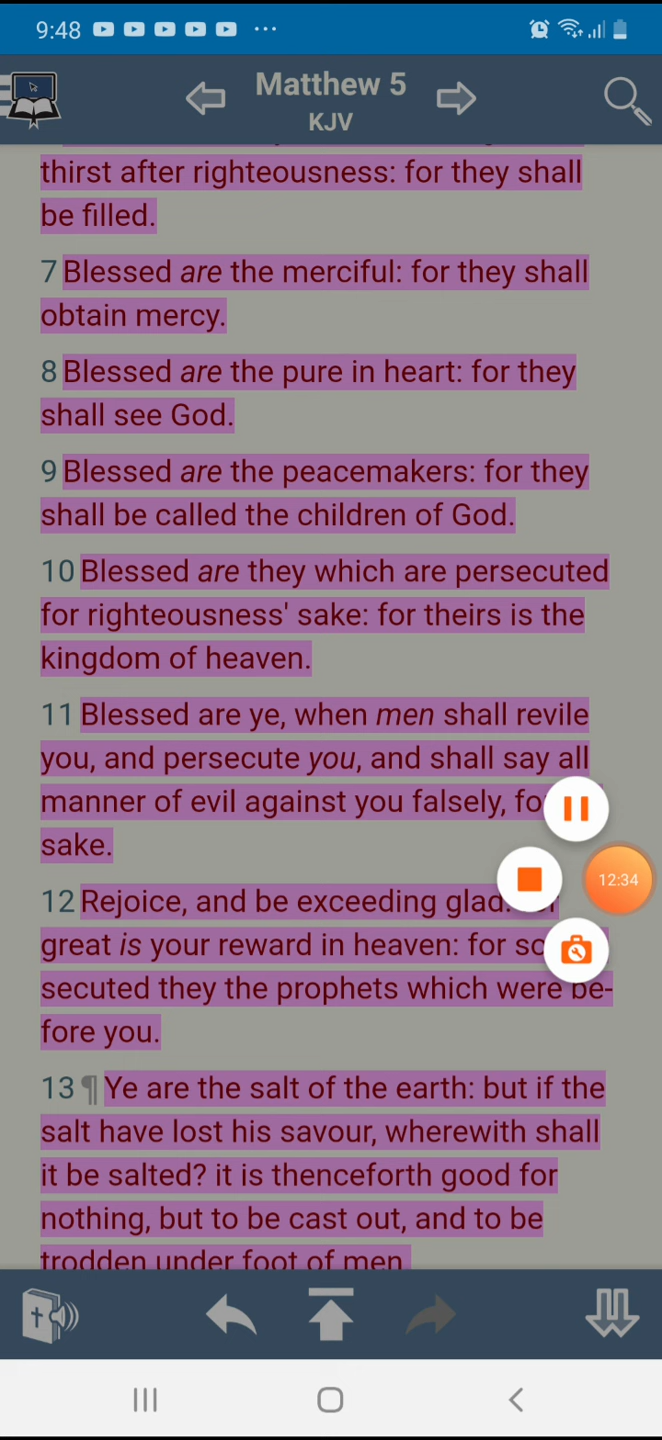 9:48
Matthew 5
KJV
thirst after righteousness: for they shall
be filled.
7 Blessed are the merciful: for they shall
obtain mercy.
8 Blessed are the pure in heart: for they
shall see God.
9 Blessed are the peacemakers: for they
shall be called the children of God.
10 Blessed are they which are persecuted
for righteousness' sake: for theirs is the
kingdom of heaven.
11 Blessed are ye, when men shall revile
you, and persecute you, and shall say all
manner of evil against you falsely, fo
sake.
12:34
12 Rejoice, and be exceeding glad:
great is your reward in heaven: for so
secuted they the prophets which were be-
fore you.
13 ¶ Ye are the salt of the earth: but if the
salt have lost his savour, wherewith shall
it be salted? it is thenceforth good for
nothing, but to be cast out, and to be
trodden under foot of men.